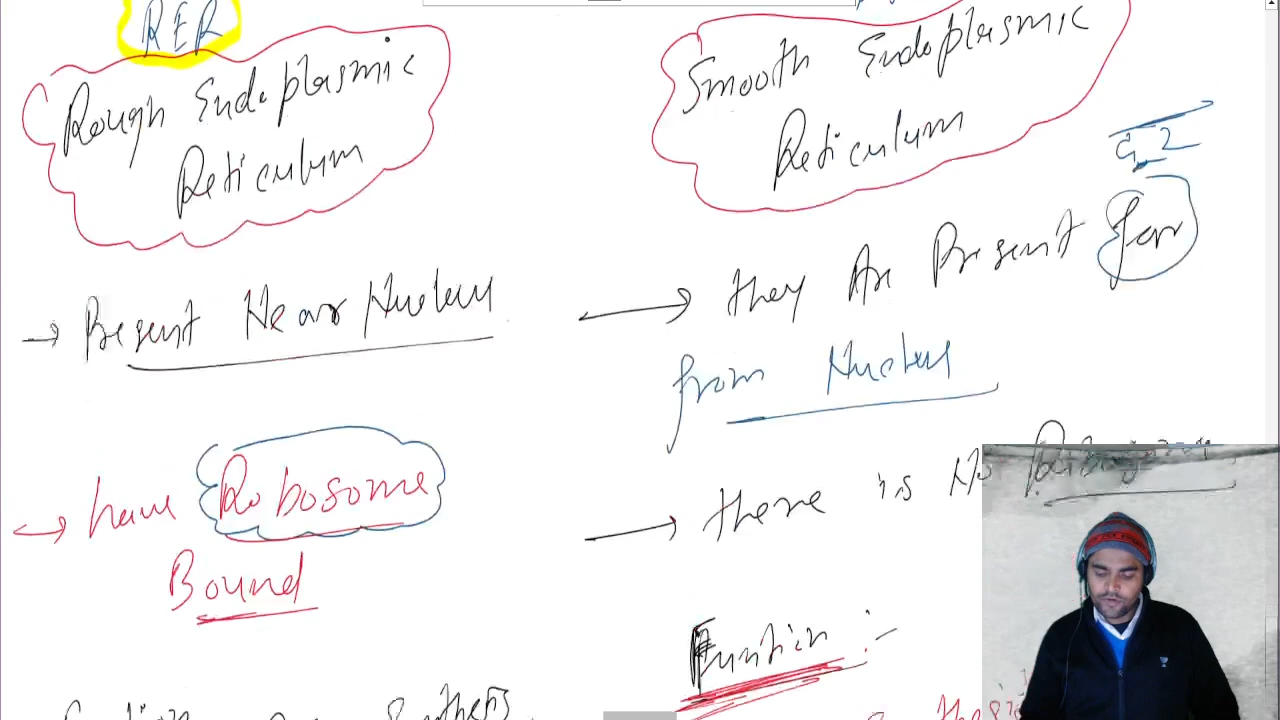 RER
Rough Endoplasmic
Reticulum
Smooth Endoplasmic
Reticulum
→ Present Near Nucleus
→ they Are Present far
from Nucleus
→ have Robosome
Bound
→ there is No
Function :-